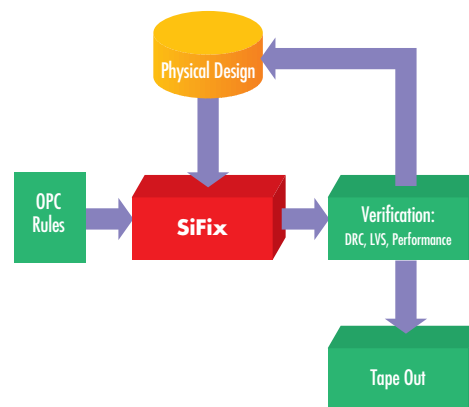 Physical Design
OPC
Rules
SiFix
Verification:
DRC, LVS, Performance
Tape Out